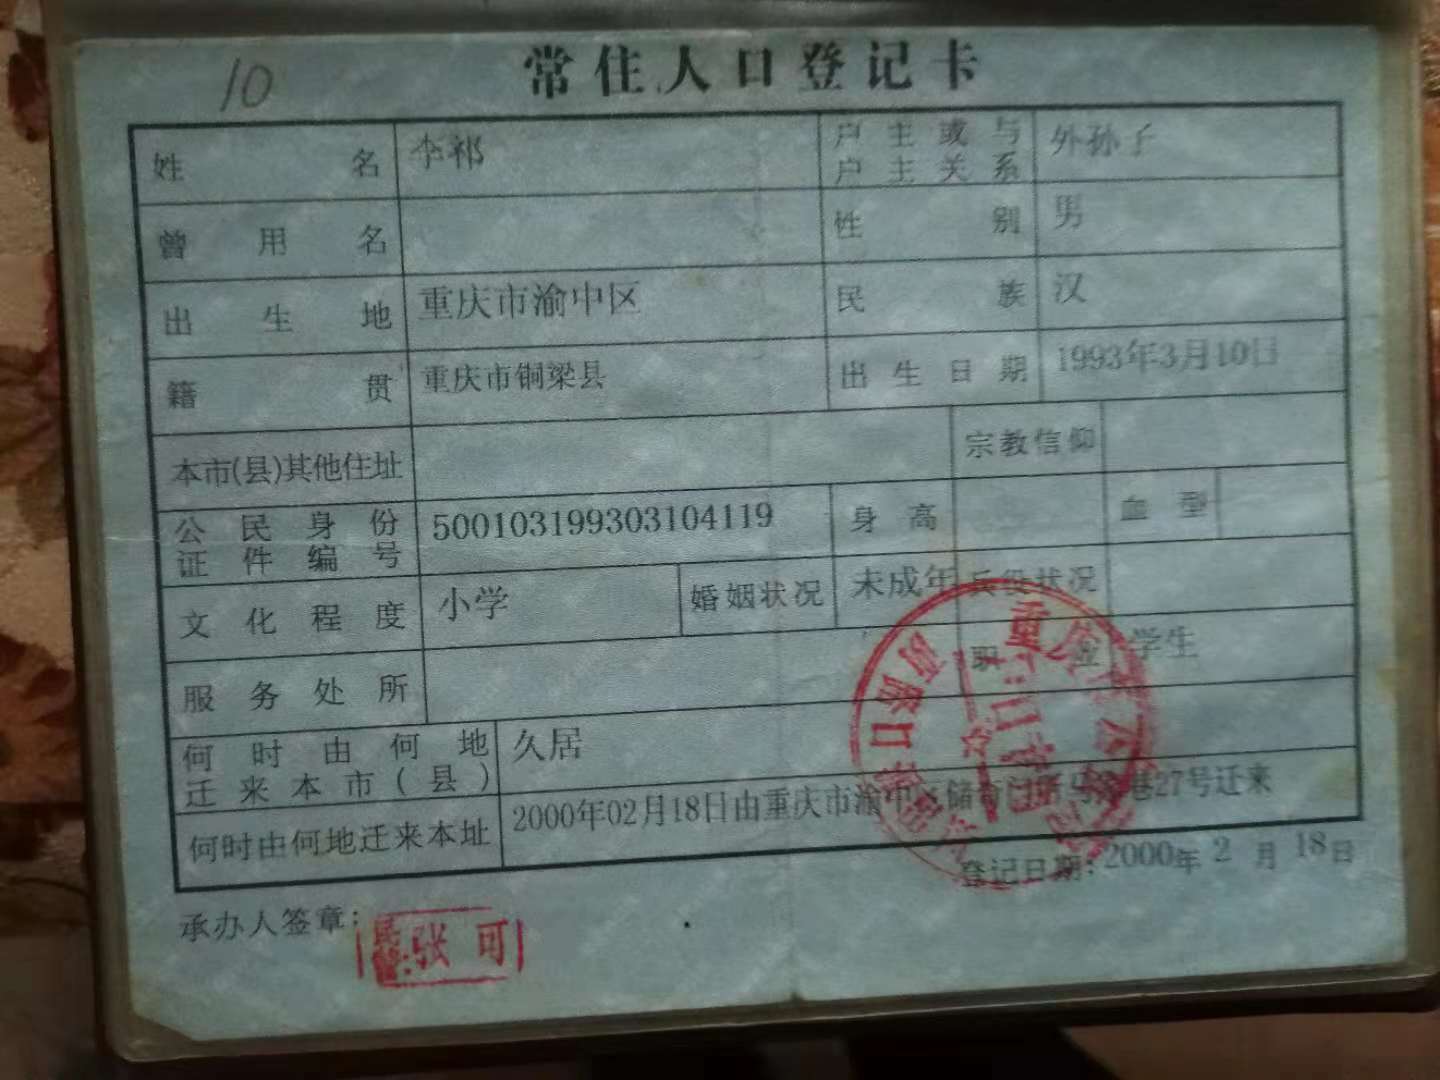 10
常住人口登记卡
姓名 李祁 户主或与户主关系 外孙子
曾用名 性别 男
出生地 重庆市渝中区 民族 汉
籍贯 重庆市铜梁县 出生日期 1993年3月10日
本市(县)其他住址 宗教信仰
公民身份证件编号 500103199303104119 身高 血型
文化程度 小学 婚姻状况 未成年 兵役状况
服务处所 职业 学生
何时由何地迁来本市(县) 久居
何时由何地迁来本址 2000年02月18日由重庆市渝中区储奇门 巷27号迁来
登记日期:2000年2月18日
承办人签章:
张可